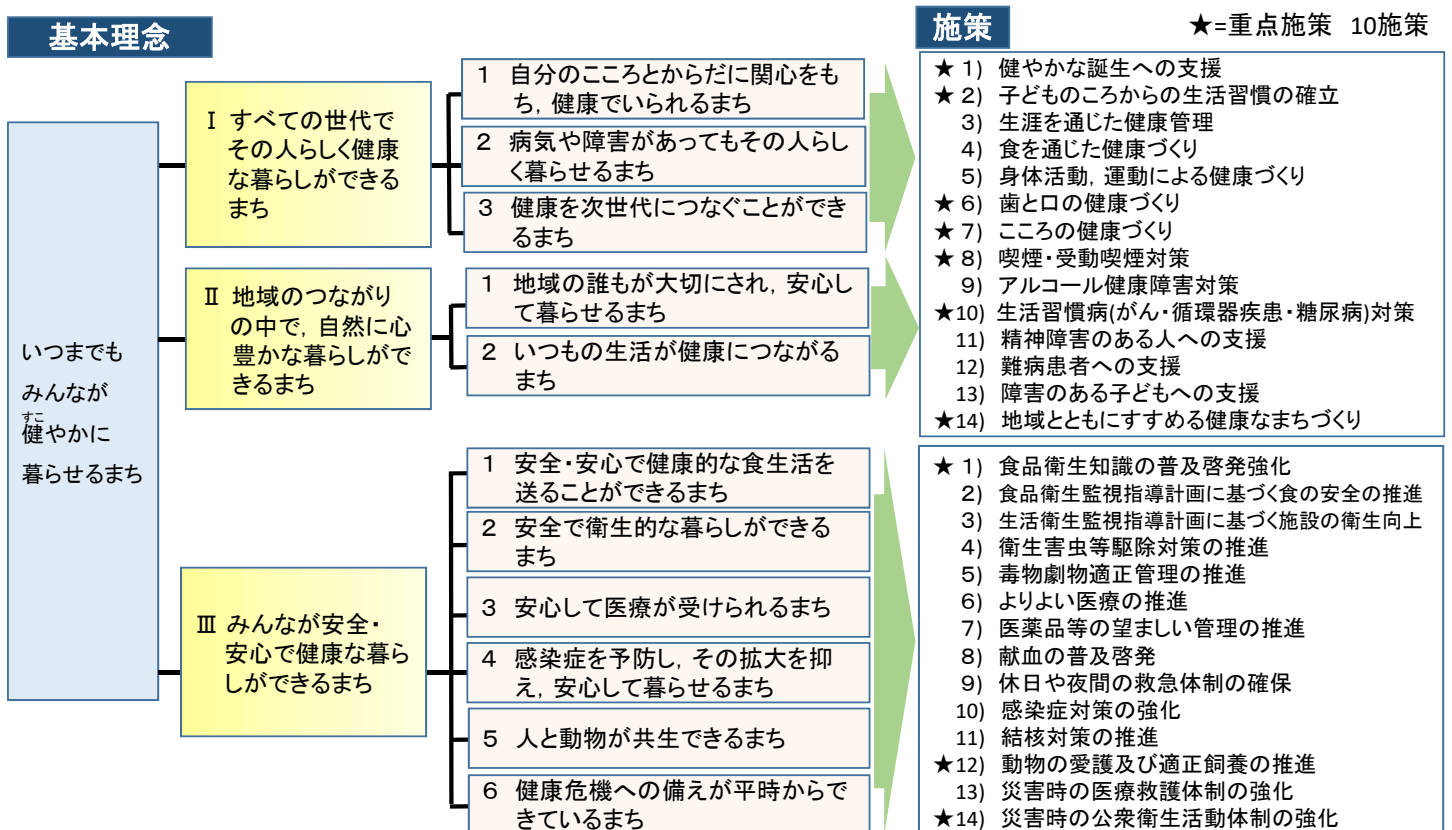 基本理念
いつまでも
みんなが
健やかに
すこ
暮らせるまち
Ⅰ すべての世代で
その人らしく健康
な暮らしができる
まち
1 自分のこころとからだに関心をも
ち，健康でいられるまち
2 病気や障害があってもその人らし
く暮らせるまち
3 健康を次世代につなぐことができ
るまち
Ⅱ 地域のつながり
の中で，自然に心
豊かな暮らしがで
きるまち
1 地域の誰もが大切にされ，安心し
て暮らせるまち
2 いつもの生活が健康につながる
まち
Ⅲ みんなが安全・
安心で健康な暮ら
しができるまち
1 安全・安心で健康的な食生活を
送ることができるまち
2 安全で衛生的な暮らしができる
まち
3 安心して医療が受けられるまち
4 感染症を予防し，その拡大を抑
え，安心して暮らせるまち
5 人と動物が共生できるまち
6 健康危機への備えが平時からで
きているまち
施策
★=重点施策 10施策
★ 1) 健やかな誕生への支援
★ 2) 子どものころからの生活習慣の確立
3) 生涯を通じた健康管理
4) 食を通じた健康づくり
5) 身体活動，運動による健康づくり
★ 6) 歯と口の健康づくり
★ 7) こころの健康づくり
★ 8) 喫煙・受動喫煙対策
9) アルコール健康障害対策
★10) 生活習慣病(がん・循環器疾患・糖尿病)対策
11) 精神障害のある人への支援
12) 難病患者への支援
13) 障害のある子どもへの支援
★14) 地域とともにすすめる健康なまちづくり
★ 1) 食品衛生知識の普及啓発強化
2) 食品衛生監視指導計画に基づく食の安全の推進
3) 生活衛生監視指導計画に基づく施設の衛生向上
4) 衛生害虫等駆除対策の推進
5) 毒物劇物適正管理の推進
6) よりよい医療の推進
7) 医薬品等の望ましい管理の推進
8) 献血の普及啓発
9) 休日や夜間の救急体制の確保
10) 感染症対策の強化
11) 結核対策の推進
★12) 動物の愛護及び適正飼養の推進
13) 災害時の医療救護体制の強化
★14) 災害時の公衆衛生活動体制の強化